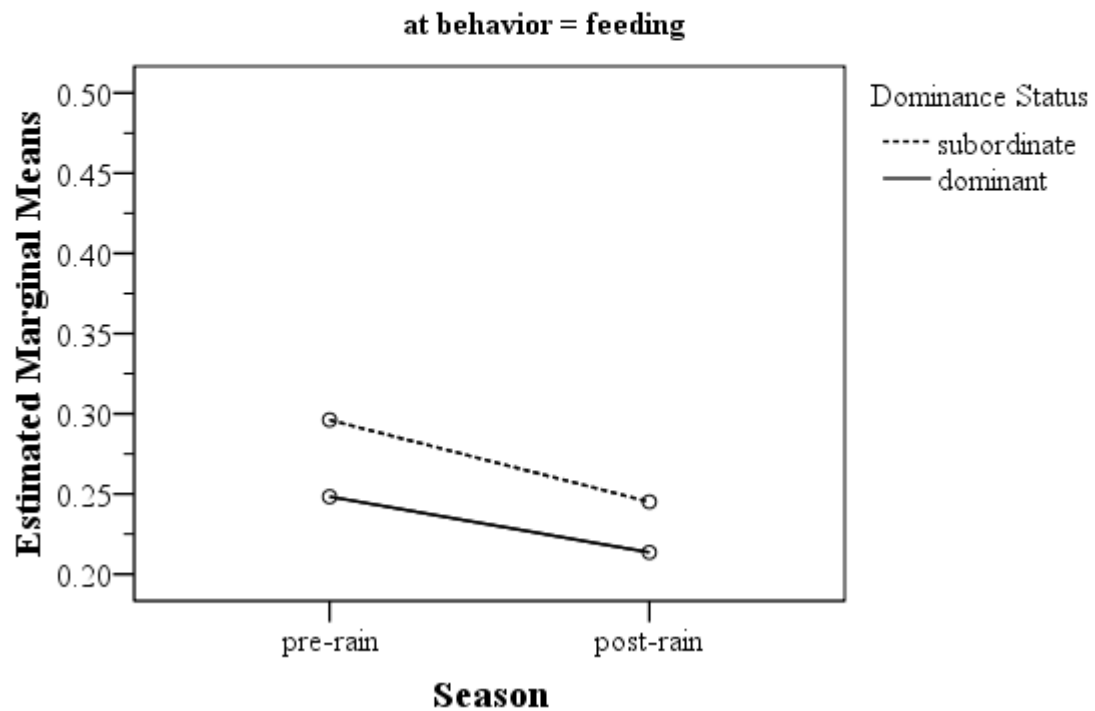 at behavior = feeding
Estimated Marginal Means
0.50
0.45
0.40
0.35
0.30
0.25
0.20
pre-rain
post-rain
Season
Dominance Status
subordinate
dominant